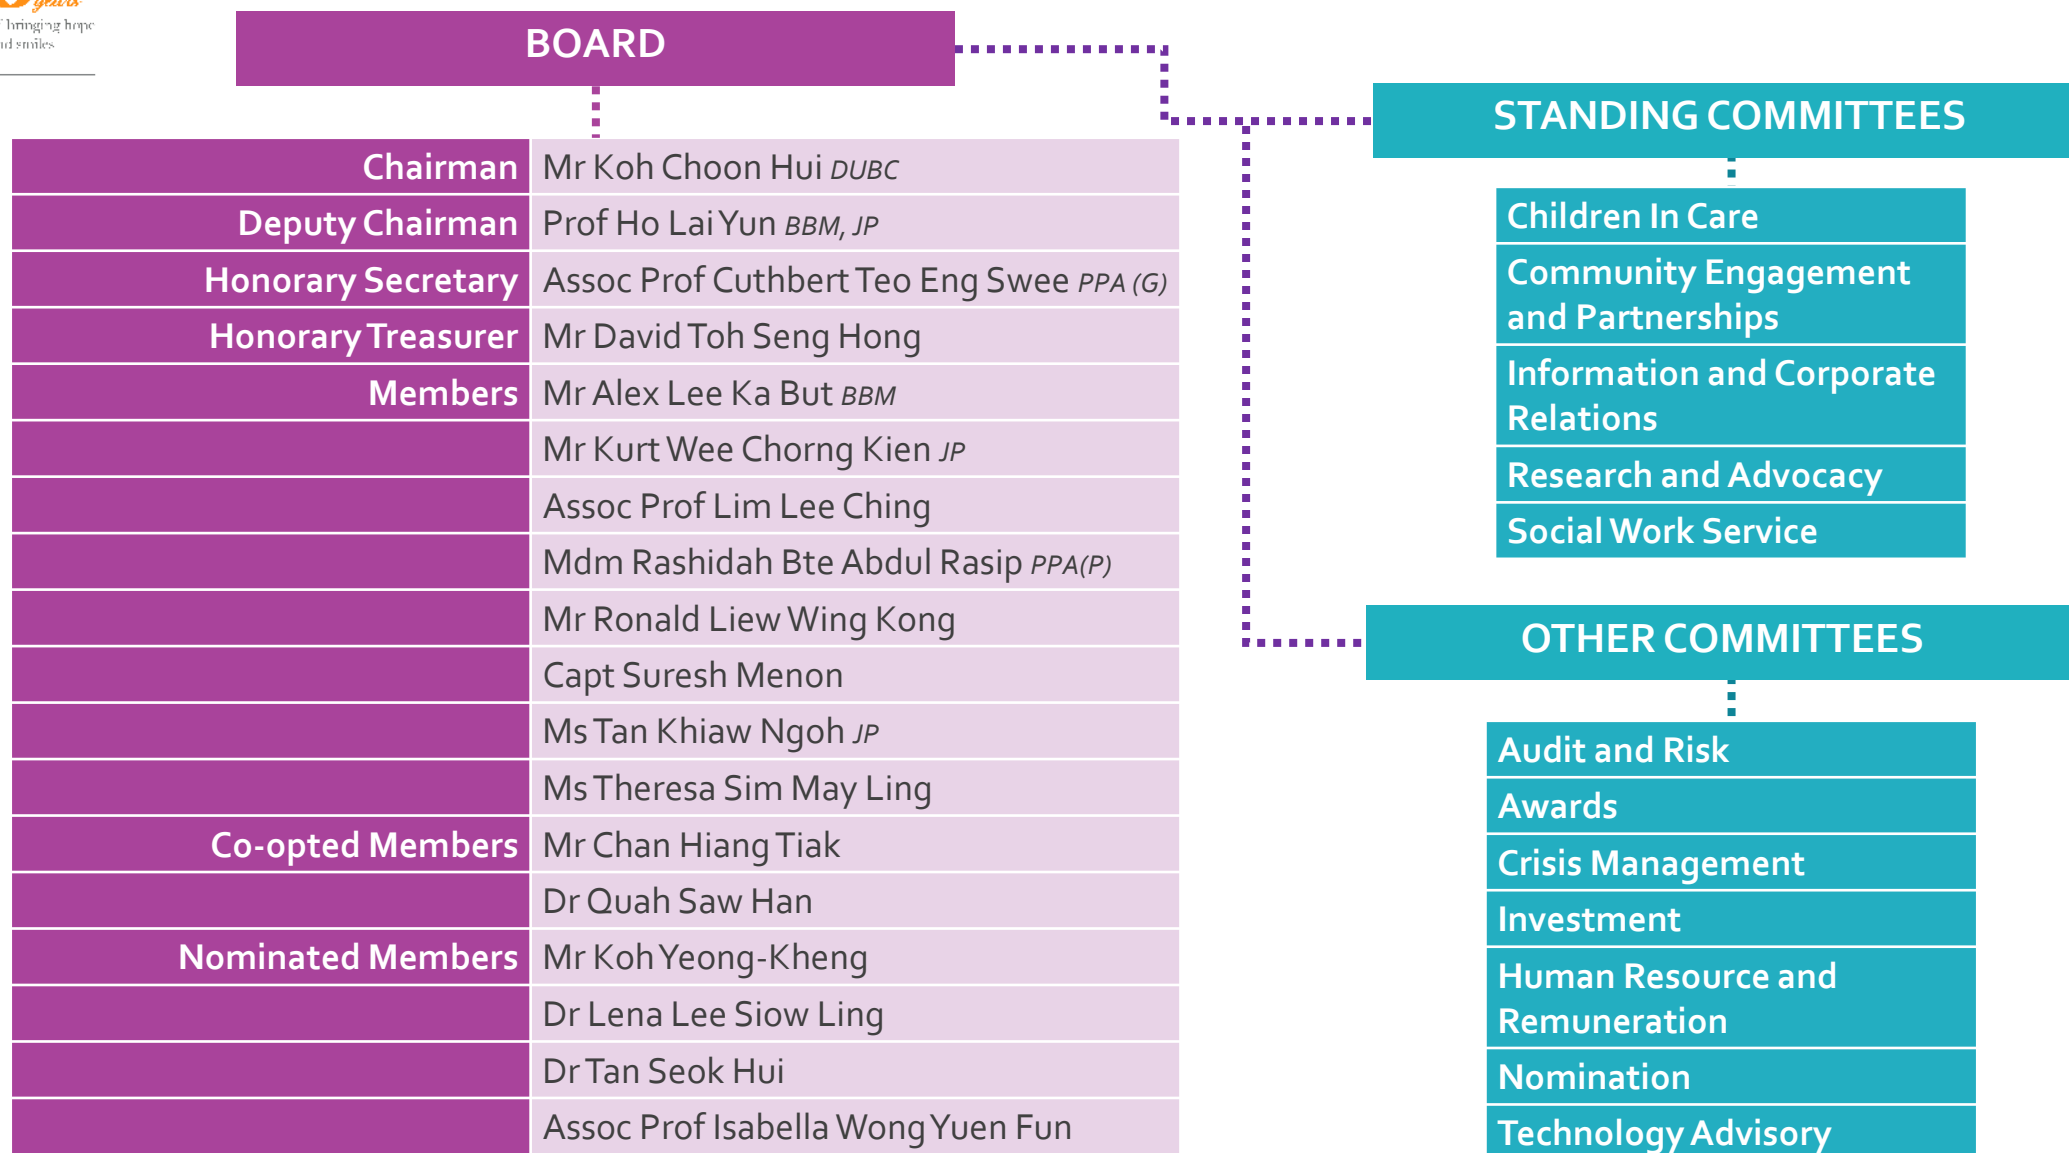 years
bringing hope
nd smiles
BOARD
Chairman Mr Koh Choon Hui DUBC
Deputy Chairman Prof Ho Lai Yun BBM, JP
Honorary Secretary Assoc Prof Cuthbert Teo Eng Swee PPA (G)
Honorary Treasurer Mr David Toh Seng Hong
Members Mr Alex Lee Ka But BBM
Mr Kurt Wee Chorng Kien JP
Assoc Prof Lim Lee Ching
Mdm Rashidah Bte Abdul Rasip PPA(P)
Mr Ronald Liew Wing Kong
Capt Suresh Menon
Ms Tan Khiaw Ngoh JP
Ms Theresa Sim May Ling
Co-opted Members Mr Chan Hiang Tiak
Dr Quah Saw Han
Nominated Members Mr Koh Yeong-Kheng
Dr Lena Lee Siow Ling
Dr Tan Seok Hui
Assoc Prof Isabella Wong Yuen Fun
STANDING COMMITTEES
Children In Care
Community Engagement
and Partnerships
Information and Corporate
Relations
Research and Advocacy
Social Work Service
OTHER COMMITTEES
Audit and Risk
Awards
Crisis Management
Investment
Human Resource and
Remuneration
Nomination
Technology Advisory